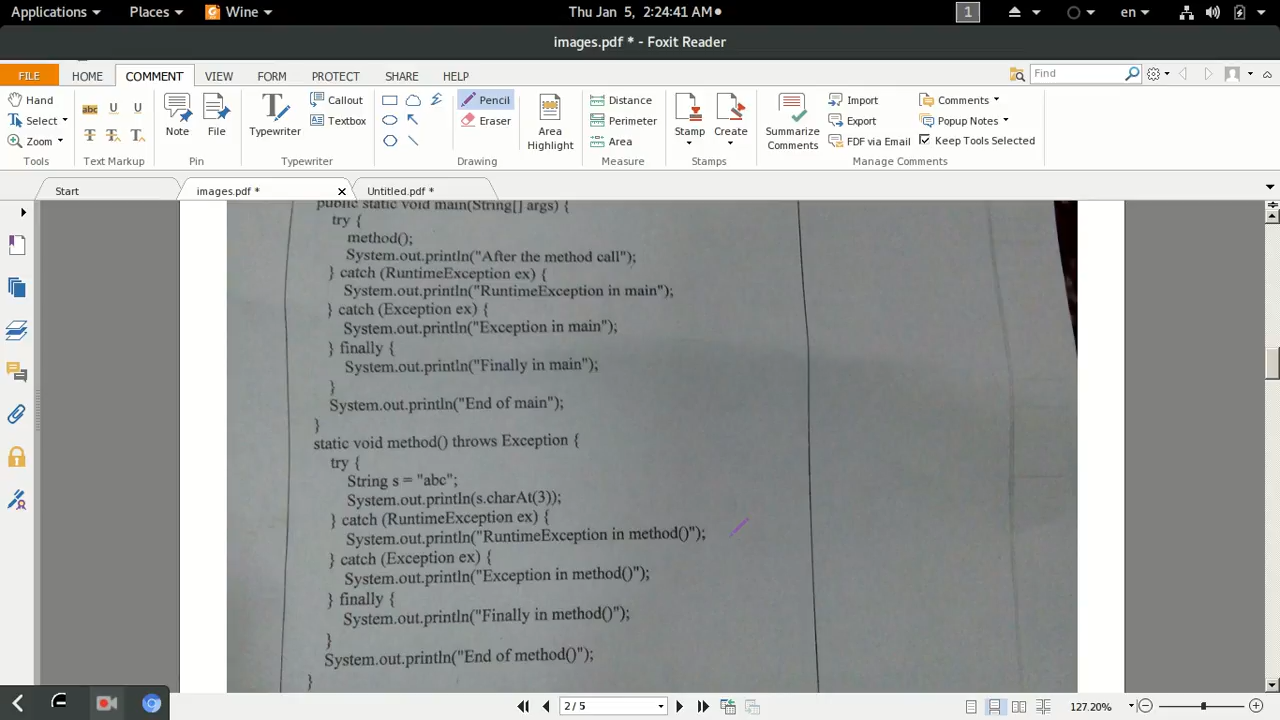 Applications Places Wine Thu Jan 5, 2:24:41 AM 1 en
images.pdf * - Foxit Reader
FILE HOME COMMENT VIEW FORM PROTECT SHARE HELP Find
Hand
Select
Zoom
Tools
abc U U
T T T
Text Markup
Note
File
Pin
Typewriter
Callout
Textbox
Typewriter
Pencil
Eraser
Drawing
Area
Highlight
Distance
Perimeter
Area
Measure
Stamp
Create
Stamps
Summarize
Comments
Import
Export
FDF via Email
Comments
Popup Notes
Keep Tools Selected
Manage Comments
Start images.pdf * Untitled.pdf *
public static void main(String[] args) {
try {
method();
System.out.println("After the method call");
} catch (RuntimeException ex) {
System.out.println("RuntimeException in main");
} catch (Exception ex) {
System.out.println("Exception in main");
} finally {
System.out.println("Finally in main");
}
System.out.println("End of main");
}
static void method() throws Exception {
try {
String s = "abc";
System.out.println(s.charAt(3));
} catch (RuntimeException ex) {
System.out.println("RuntimeException in method()");
} catch (Exception ex) {
System.out.println("Exception in method()");
} finally {
System.out.println("Finally in method()");
}
System.out.println("End of method()");
}
2 / 5 127.20%